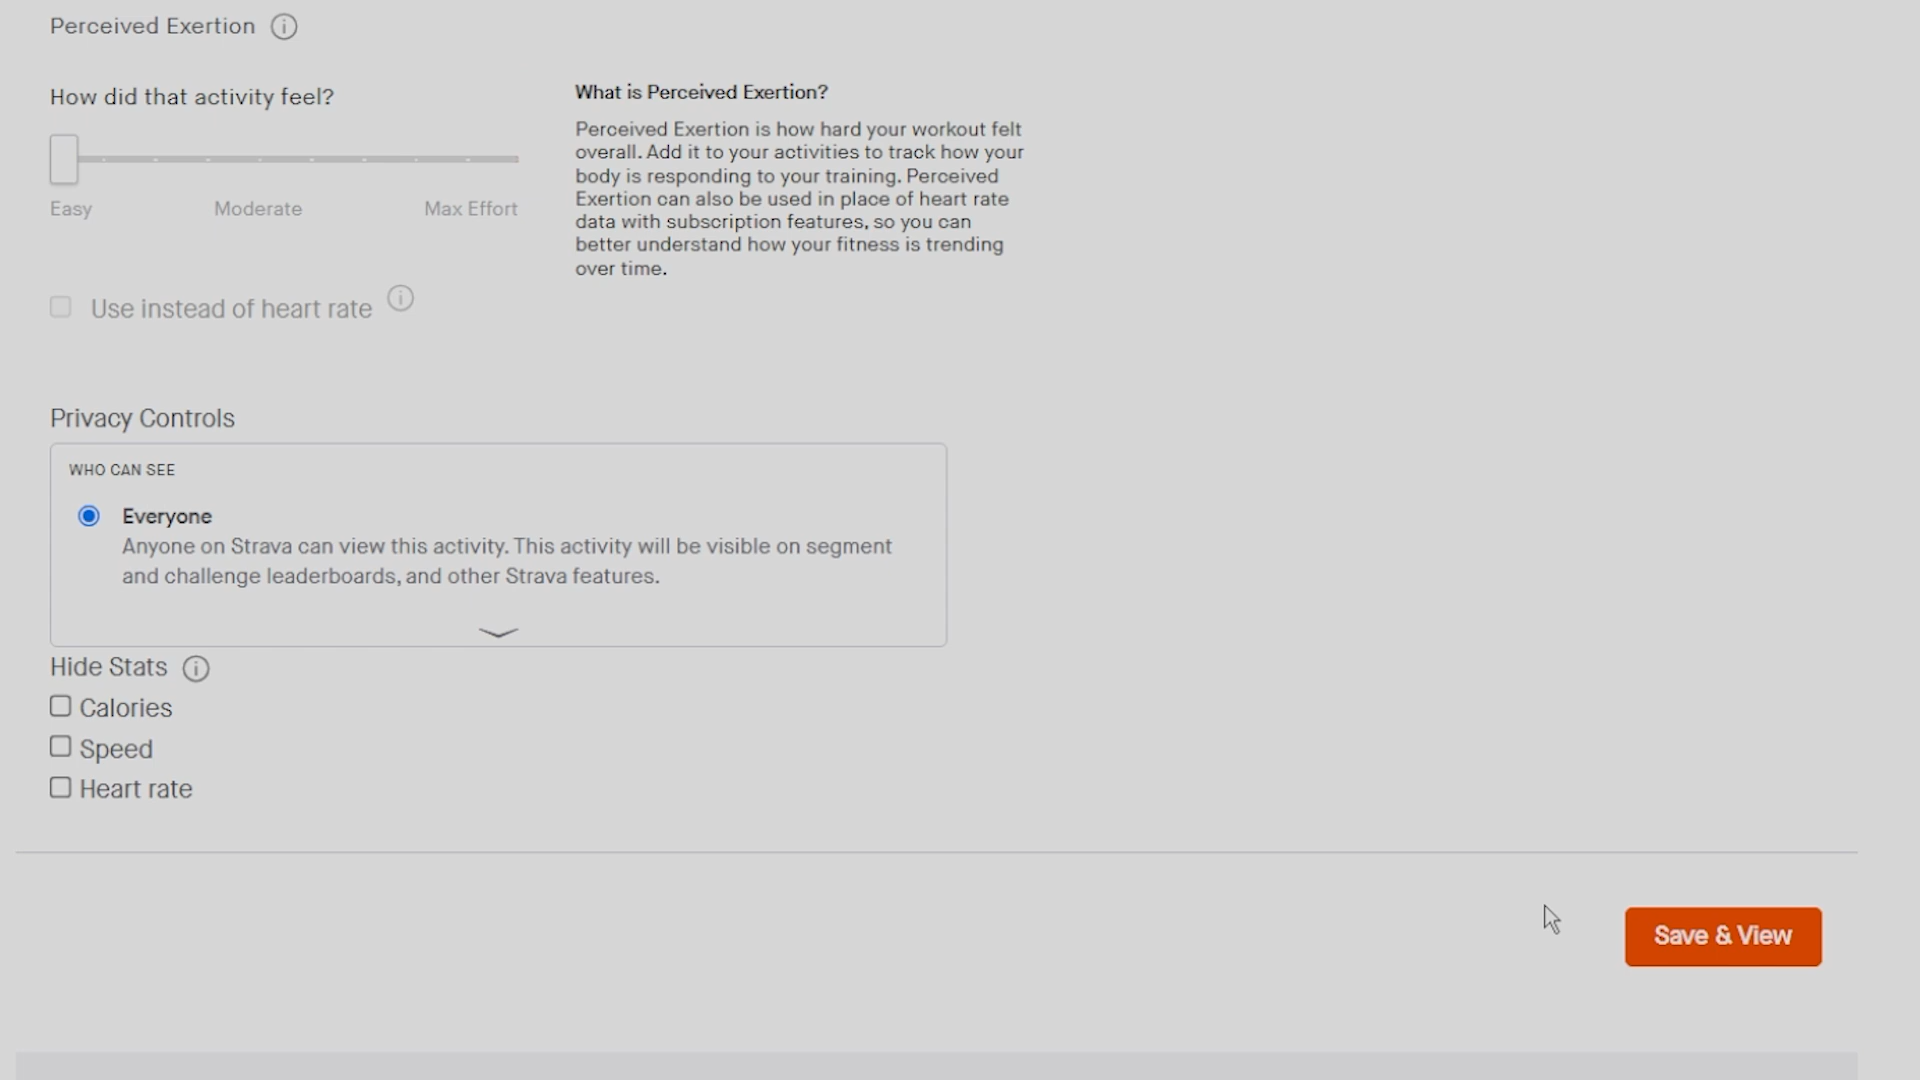 Perceived Exertion
How did that activity feel?
Easy Moderate Max Effort
Use instead of heart rate
What is Perceived Exertion?
Perceived Exertion is how hard your workout felt
overall. Add it to your activities to track how your
body is responding to your training. Perceived
Exertion can also be used in place of heart rate
data with subscription features, so you can
better understand how your fitness is trending
over time.
Privacy Controls
WHO CAN SEE
Everyone
Anyone on Strava can view this activity. This activity will be visible on segment
and challenge leaderboards, and other Strava features.
Hide Stats
Calories
Speed
Heart rate
Save & View